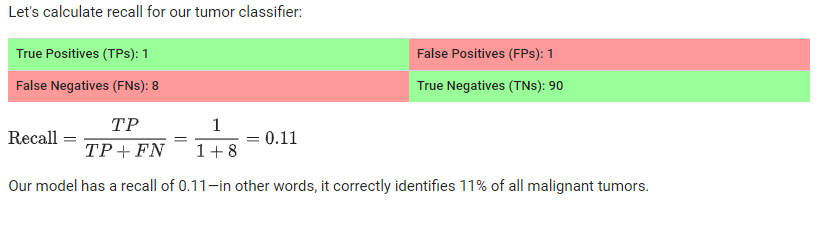 Let's calculate recall for our tumor classifier:
True Positives (TPs): 1
False Positives (FPs): 1
False Negatives (FNs): 8
True Negatives (TNs): 90
Recall = TP / (TP + FN) = 1 / (1 + 8) = 0.11
Our model has a recall of 0.11—in other words, it correctly identifies 11% of all malignant tumors.